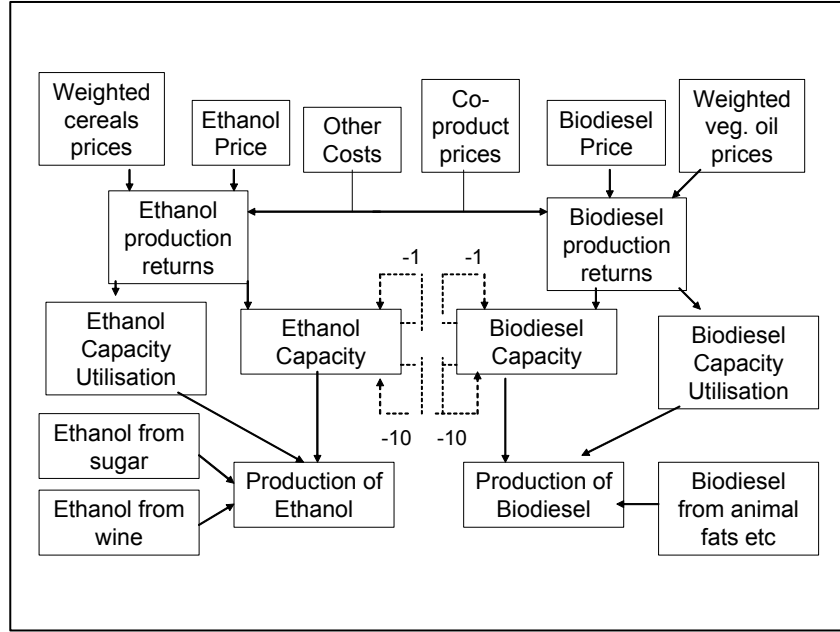 Weighted
cereals
prices
Ethanol
Price
Other
Costs
Co-
product
prices
Biodiesel
Price
Weighted
veg. oil
prices
Ethanol
production
returns
Biodiesel
production
returns
-1
-1
Ethanol
Capacity
Utilisation
Ethanol
Capacity
Biodiesel
Capacity
Biodiesel
Capacity
Utilisation
-10
-10
Ethanol from
sugar
Ethanol from
wine
Production of
Ethanol
Production of
Biodiesel
Biodiesel
from animal
fats etc